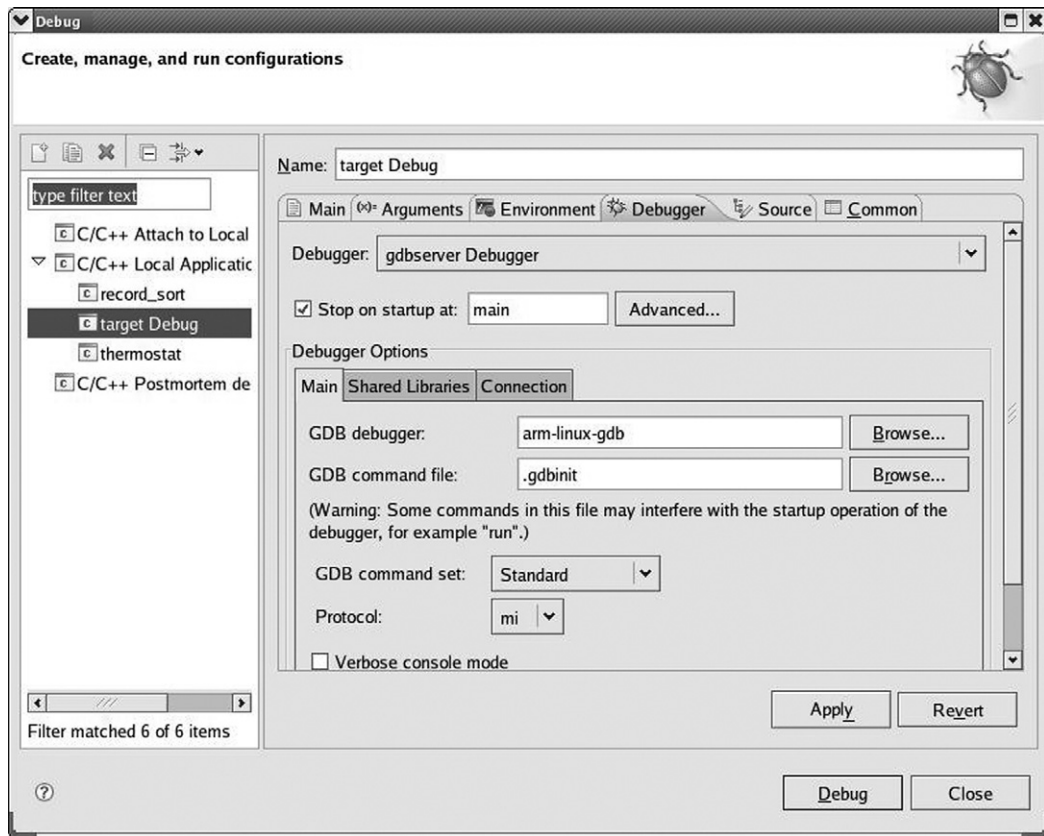 Debug
Create, manage, and run configurations
type filter text
C/C++ Attach to Local
C/C++ Local Applicatic
record_sort
target Debug
thermostat
C/C++ Postmortem de
Filter matched 6 of 6 items
Name: target Debug
Main (x)= Arguments Environment Debugger Source Common
Debugger: gdbserver Debugger
Stop on startup at: main Advanced...
Debugger Options
Main Shared Libraries Connection
GDB debugger: arm-linux-gdb Browse...
GDB command file: .gdbinit Browse...
(Warning: Some commands in this file may interfere with the startup operation of the
debugger, for example "run".)
GDB command set: Standard
Protocol: mi
Verbose console mode
Apply Revert
Debug Close